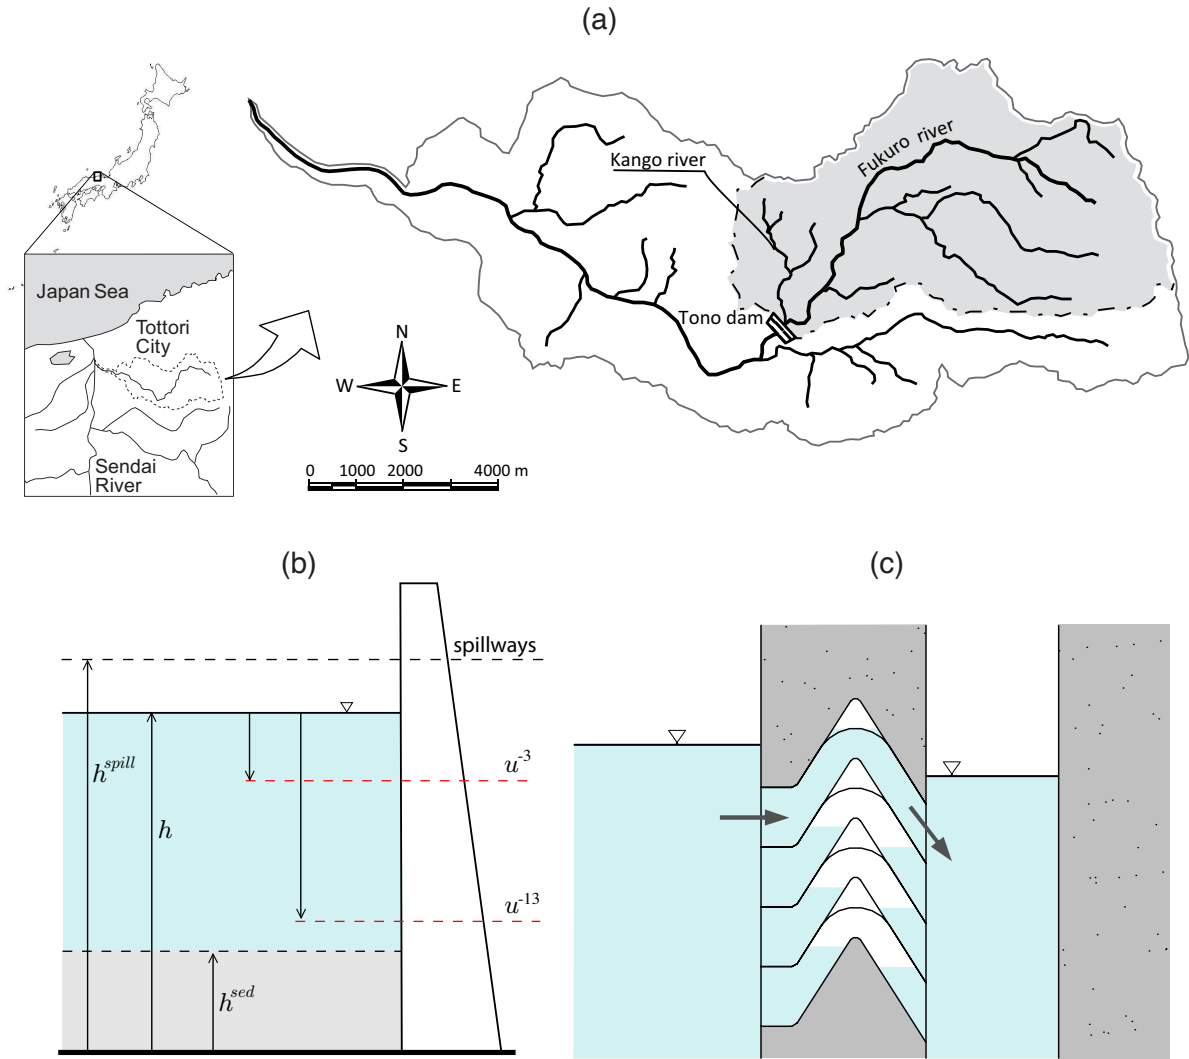 (a)
Kango river
Fukuro river
Tono dam
Japan Sea
Tottori
City
Sendai
River
N
W E
S
0 1000 2000 4000 m
(b)
(c)
spillways
h^spill
h
h^sed
u^-3
u^-13